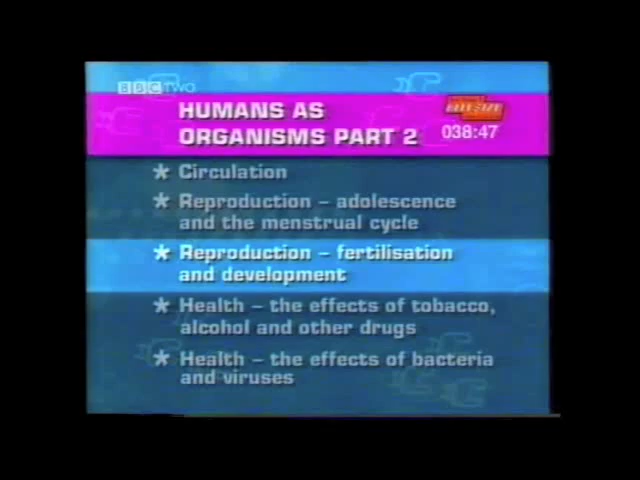 BBC TWO
HUMANS AS
ORGANISMS PART 2
BITESIZE
038:47
* Circulation
* Reproduction – adolescence
and the menstrual cycle
* Reproduction – fertilisation
and development
* Health – the effects of tobacco,
alcohol and other drugs
* Health – the effects of bacteria
and viruses